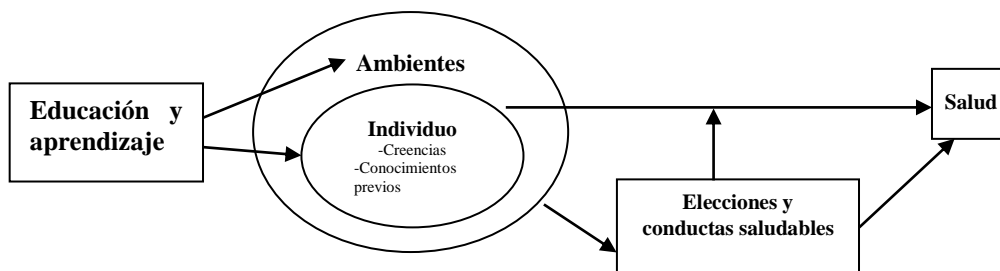 Educación y
aprendizaje
Ambientes
Individuo
-Creencias
-Conocimientos
previos
Elecciones y
conductas saludables
Salud